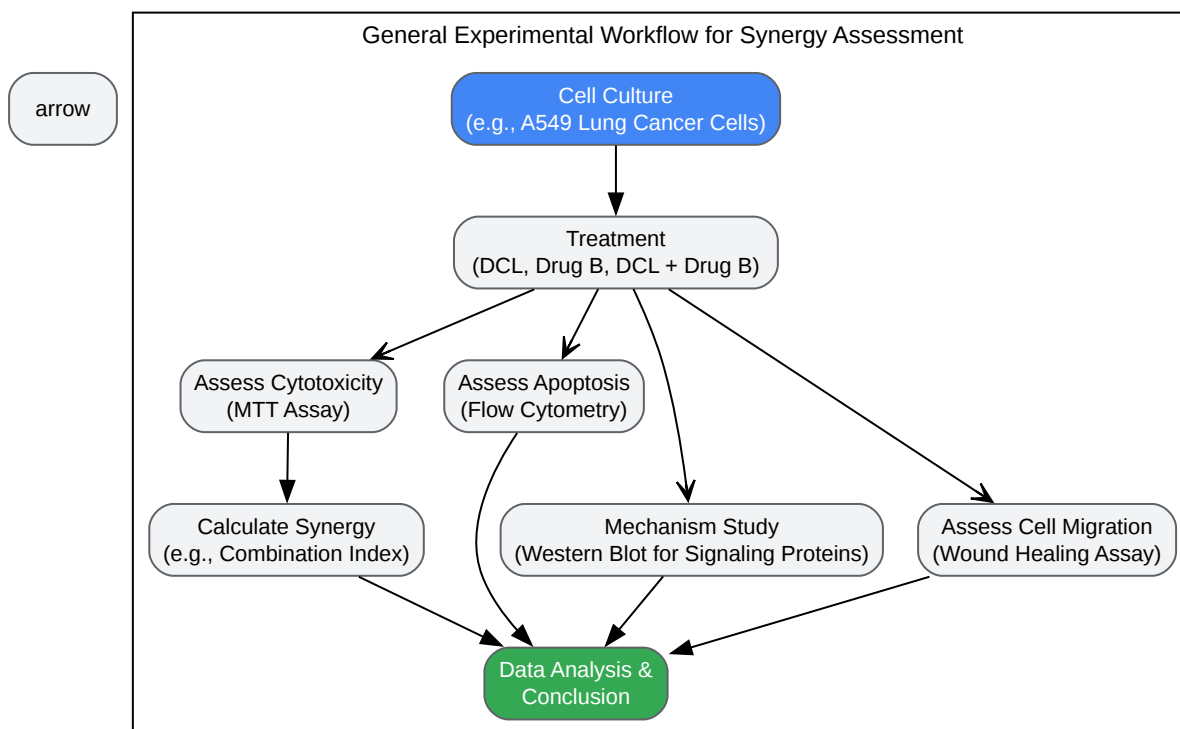 General Experimental Workflow for Synergy Assessment
arrow
Cell Culture
(e.g., A549 Lung Cancer Cells)
Treatment
(DCL, Drug B, DCL + Drug B)
Assess Cytotoxicity
(MTT Assay)
Assess Apoptosis
(Flow Cytometry)
Calculate Synergy
(e.g., Combination Index)
Mechanism Study
(Western Blot for Signaling Proteins)
Assess Cell Migration
(Wound Healing Assay)
Data Analysis &
Conclusion